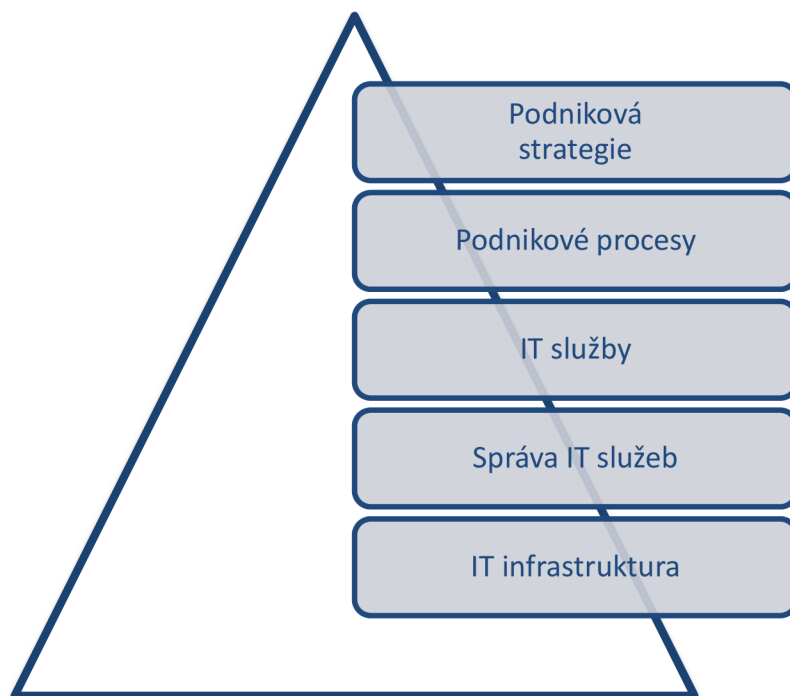 Podniková
strategie
Podnikové procesy
IT služby
Správa IT služeb
IT infrastruktura